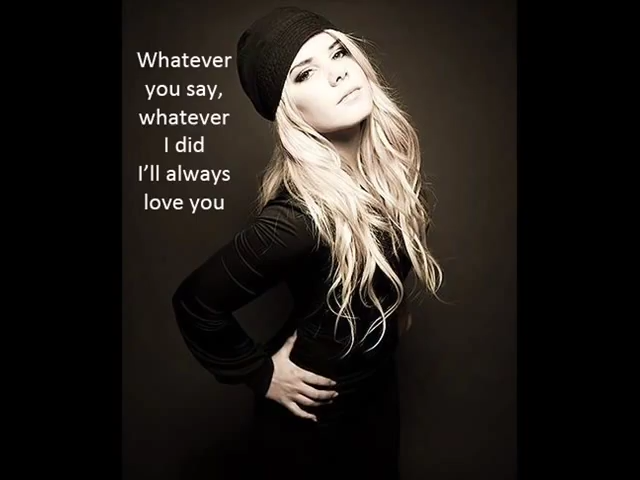 Whatever
you say,
whatever
I did
I'll always
love you